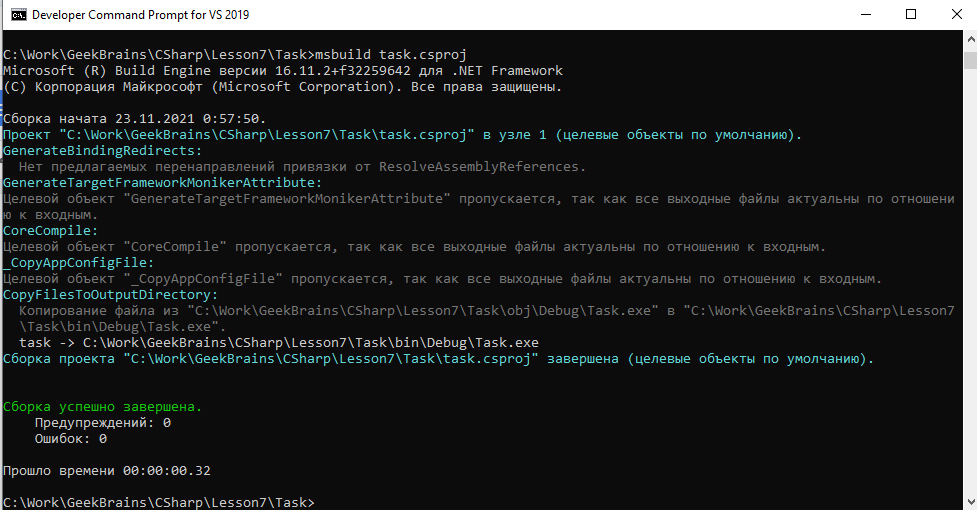 Developer Command Prompt for VS 2019
C:\Work\GeekBrains\CSharp\Lesson7\Task>msbuild task.csproj
Microsoft (R) Build Engine версии 16.11.2+f32259642 для .NET Framework
(C) Корпорация Майкрософт (Microsoft Corporation). Все права защищены.
Сборка начата 23.11.2021 0:57:50.
Проект "C:\Work\GeekBrains\CSharp\Lesson7\Task\task.csproj" в узле 1 (целевые объекты по умолчанию).
GenerateBindingRedirects:
Нет предлагаемых перенаправлений привязки от ResolveAssemblyReferences.
GenerateTargetFrameworkMonikerAttribute:
Целевой объект "GenerateTargetFrameworkMonikerAttribute" пропускается, так как все выходные файлы актуальны по отношени
ю к входным.
CoreCompile:
Целевой объект "CoreCompile" пропускается, так как все выходные файлы актуальны по отношению к входным.
_CopyAppConfigFile:
Целевой объект "_CopyAppConfigFile" пропускается, так как все выходные файлы актуальны по отношению к входным.
CopyFilesToOutputDirectory:
Копирование файла из "C:\Work\GeekBrains\CSharp\Lesson7\Task\obj\Debug\Task.exe" в "C:\Work\GeekBrains\CSharp\Lesson7
\Task\bin\Debug\Task.exe".
task -> C:\Work\GeekBrains\CSharp\Lesson7\Task\bin\Debug\Task.exe
Сборка проекта "C:\Work\GeekBrains\CSharp\Lesson7\Task\task.csproj" завершена (целевые объекты по умолчанию).
Сборка успешно завершена.
Предупреждений: 0
Ошибок: 0
Прошло времени 00:00:00.32
C:\Work\GeekBrains\CSharp\Lesson7\Task>